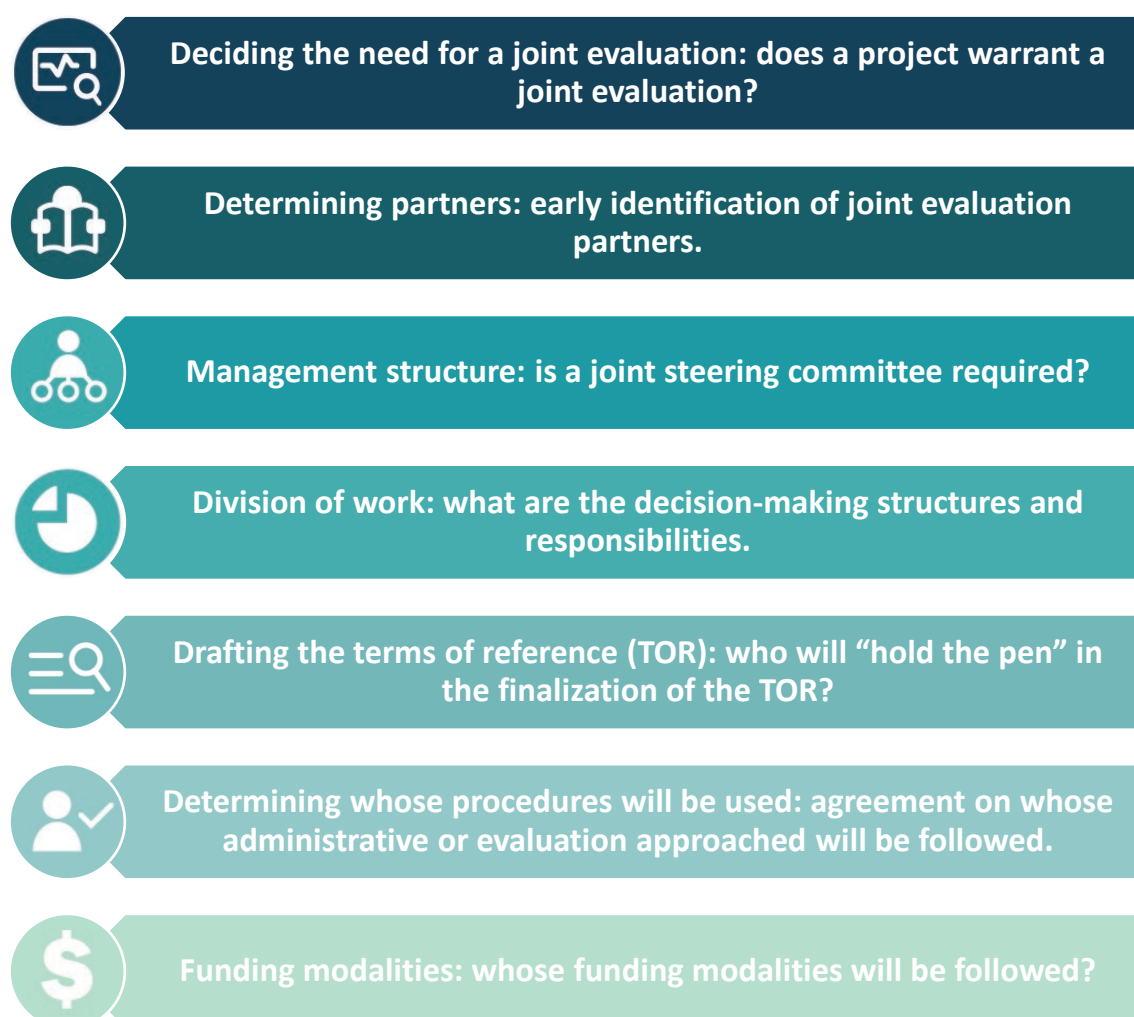 Deciding the need for a joint evaluation: does a project warrant a
joint evaluation?
Determining partners: early identification of joint evaluation
partners.
Management structure: is a joint steering committee required?
Division of work: what are the decision-making structures and
responsibilities.
Drafting the terms of reference (TOR): who will “hold the pen” in
the finalization of the TOR?
Determining whose procedures will be used: agreement on whose
administrative or evaluation approached will be followed.
$
Funding modalities: whose funding modalities will be followed?